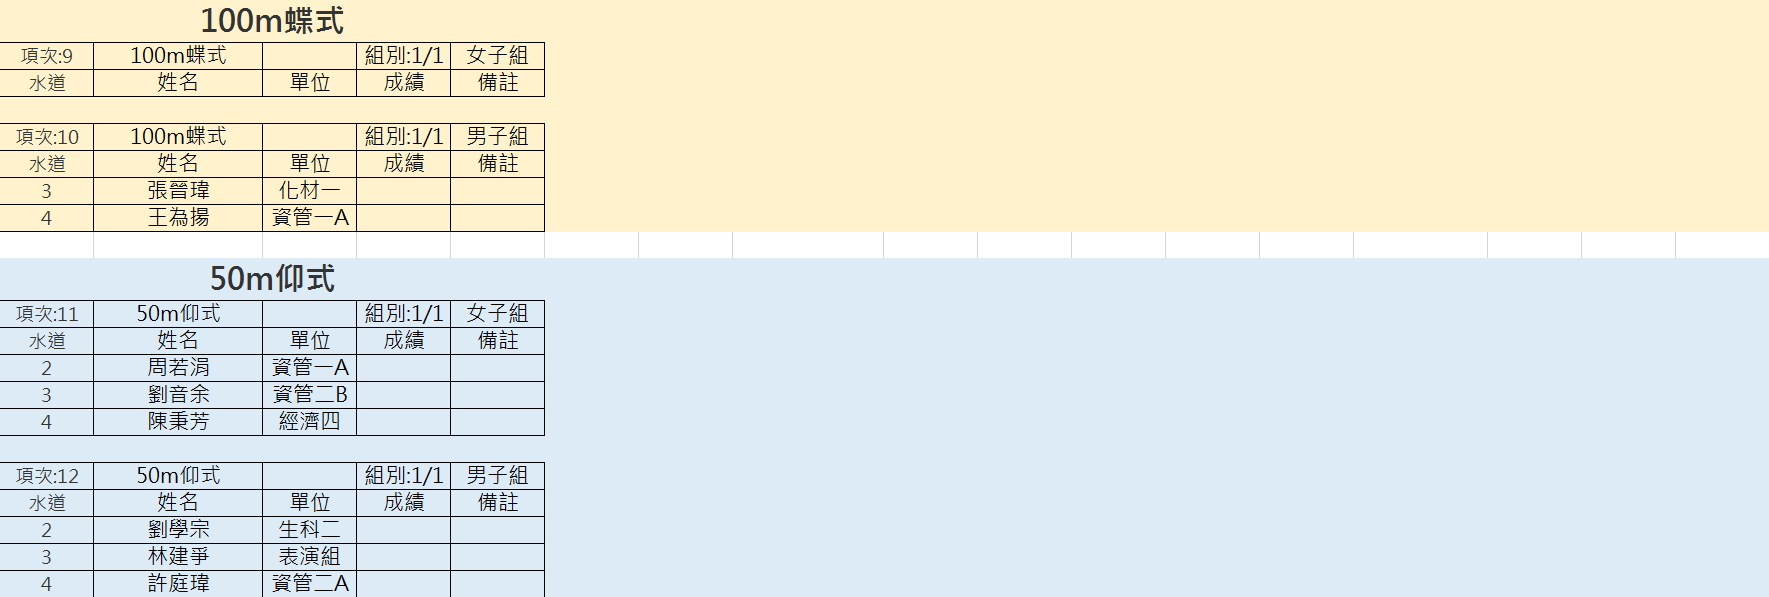 100m蝶式
項次:9 100m蝶式 組別:1/1 女子組
水道 姓名 單位 成績 備註
項次:10 100m蝶式 組別:1/1 男子組
水道 姓名 單位 成績 備註
3 張晉瑋 化材一
4 王為揚 資管一A
50m仰式
項次:11 50m仰式 組別:1/1 女子組
水道 姓名 單位 成績 備註
2 周若涓 資管一A
3 劉音余 資管二B
4 陳秉芳 經濟四
項次:12 50m仰式 組別:1/1 男子組
水道 姓名 單位 成績 備註
2 劉學宗 生科二
3 林建爭 表演組
4 許庭瑋 資管二A